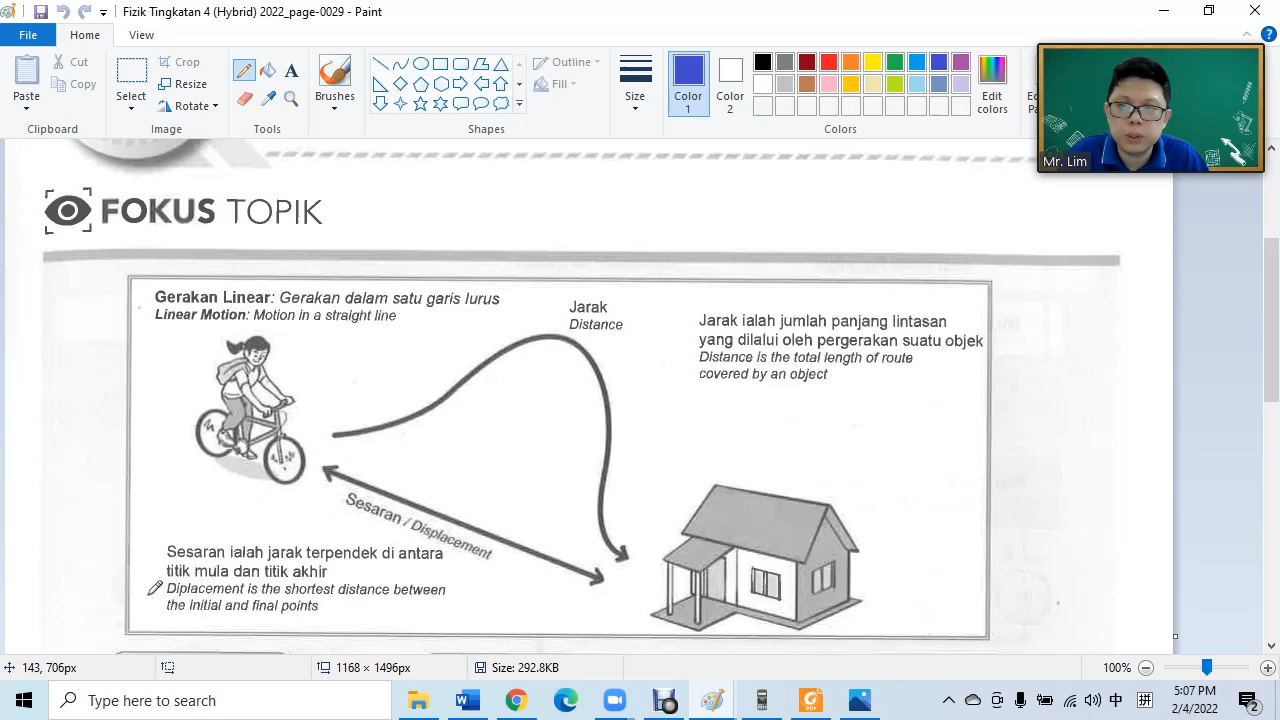 Fizik Tingkatan 4 (Hybrid) 2022_page-0029 - Paint
File
Home
View
Paste
Cut
Copy
Clipboard
Select
Crop
Resize
Rotate
Image
Tools
Brushes
Shapes
Outline
Fill
Size
Color 1
Color 2
Colors
Edit colors
Mr. Lim
FOKUS TOPIK
Gerakan Linear: Gerakan dalam satu garis lurus
Linear Motion: Motion in a straight line
Jarak
Distance
Jarak ialah jumlah panjang lintasan
yang dilalui oleh pergerakan suatu objek
Distance is the total length of route
covered by an object
Sesaran / Displacement
Sesaran ialah jarak terpendek di antara
titik mula dan titik akhir
Diplacement is the shortest distance between
the initial and final points
143, 706px
1168 × 1496px
Size: 292.8KB
100%
Type here to search
中
拼
5:07 PM
2/4/2022
2